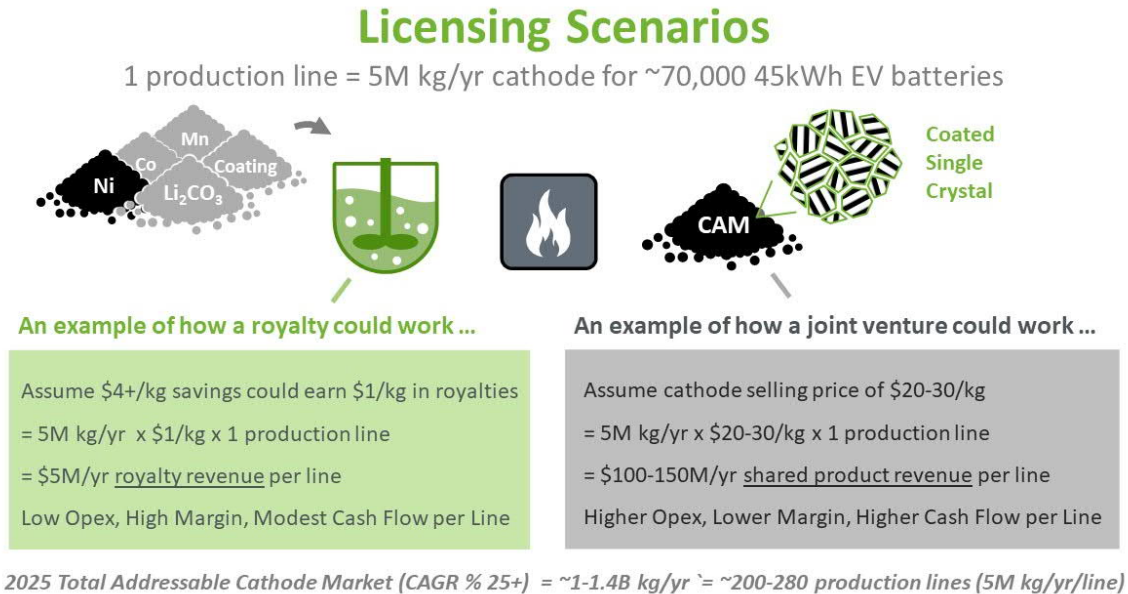 Licensing Scenarios
1 production line = 5M kg/yr cathode for ~70,000 45kWh EV batteries
Mn
Co
Coating
Ni
Li₂CO₃
CAM
Coated
Single
Crystal
An example of how a royalty could work ...
Assume $4+/kg savings could earn $1/kg in royalties
= 5M kg/yr x $1/kg x 1 production line
= $5M/yr royalty revenue per line
Low Opex, High Margin, Modest Cash Flow per Line
An example of how a joint venture could work ...
Assume cathode selling price of $20-30/kg
= 5M kg/yr x $20-30/kg x 1 production line
= $100-150M/yr shared product revenue per line
Higher Opex, Lower Margin, Higher Cash Flow per Line
2025 Total Addressable Cathode Market (CAGR % 25+) = ~1-1.4B kg/yr `= ~200-280 production lines (5M kg/yr/line)